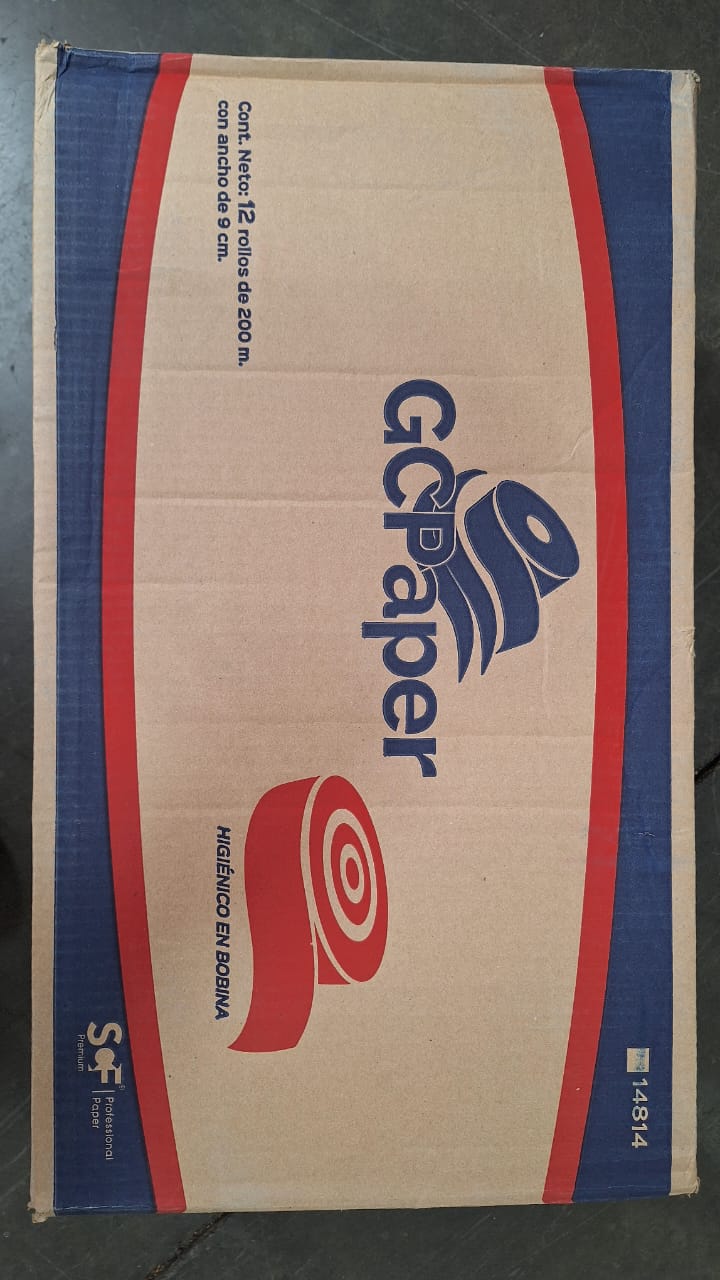 14814
GCPaper
Cont. Neto: 12 rollos de 200 m.
con ancho de 9 cm.
HIGIÉNICO EN BOBINA
SCF® Professional
Premium Paper